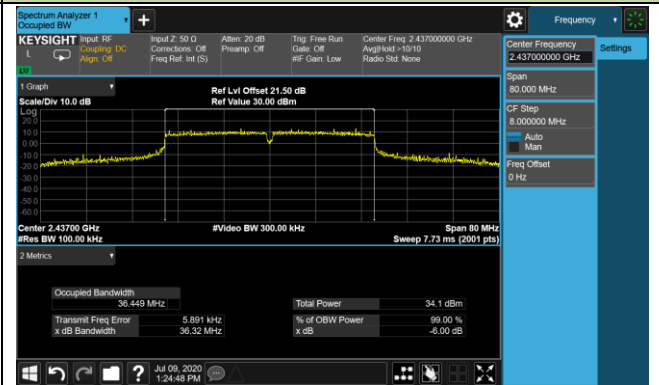 Spectrum Analyzer 1
Occupied BW
+
Frequency
KEYSIGHT
L
Input: RF
Coupling: DC
Align: Off
Input Z: 50 Ω
Corrections: Off
Freq Ref: Int (S)
Atten: 20 dB
Preamp: Off
Trig: Free Run
Gate: Off
#IF Gain: Low
Center Freq: 2.437000000 GHz
Avg|Hold:>10/10
Radio Std: None
Center Frequency
2.437000000 GHz
Settings
Span
80.000 MHz
CF Step
8.000000 MHz
Auto
Man
Freq Offset
0 Hz
1 Graph
Scale/Div 10.0 dB
Ref Lvl Offset 21.50 dB
Ref Value 30.00 dBm
Log
20.0
10.0
0.00
-10.0
-20.0
-30.0
-40.0
-50.0
-60.0
Center 2.43700 GHz
#Res BW 100.00 kHz
#Video BW 300.00 kHz
Span 80 MHz
Sweep 7.73 ms (2001 pts)
2 Metrics
Occupied Bandwidth
36.449 MHz
Total Power 34.1 dBm
Transmit Freq Error 5.891 kHz
% of OBW Power 99.00 %
x dB Bandwidth 36.32 MHz
x dB -6.00 dB
?
Jul 09, 2020
1:24:48 PM